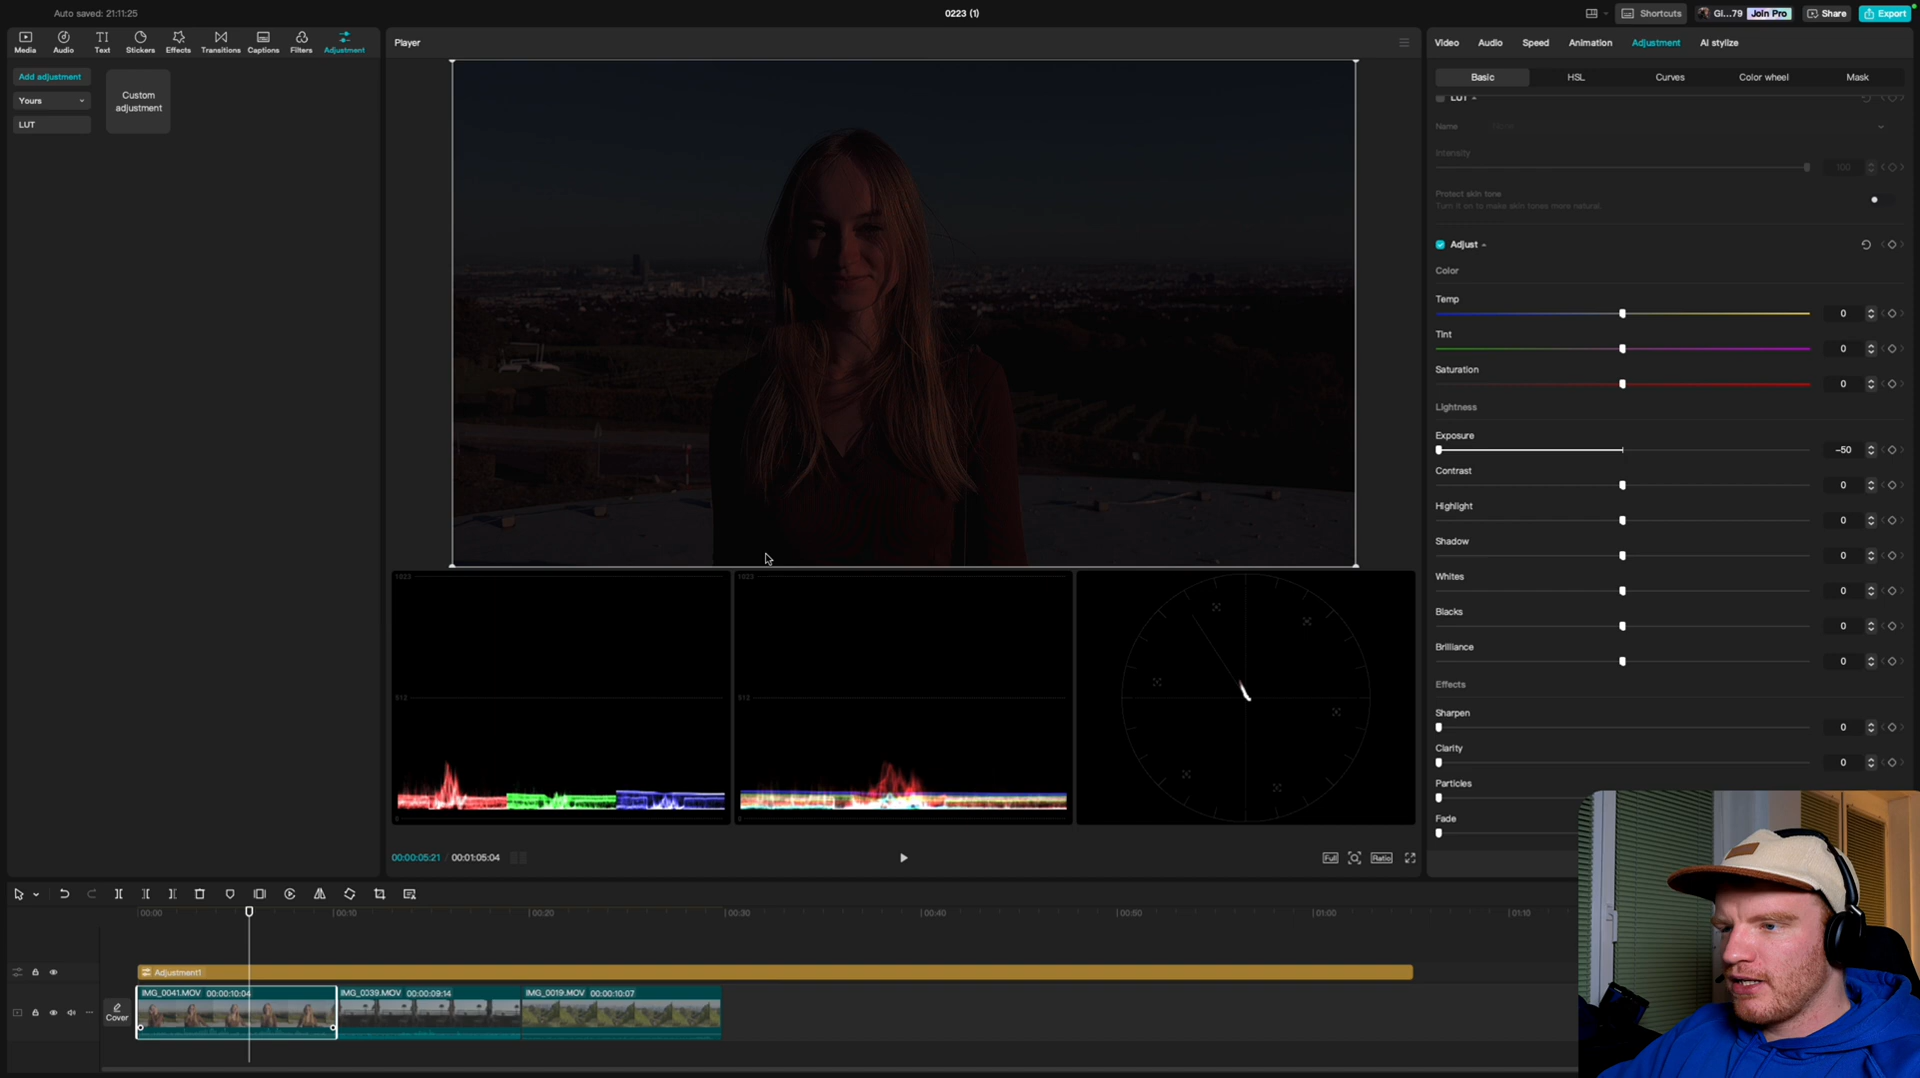 Auto saved: 21:11:25
0223 (1)
Shortcuts
Gl...79
Join Pro
Share
Export
Media
Audio
Text
Stickers
Effects
Transitions
Captions
Filters
Adjustment
Player
Video
Audio
Speed
Animation
Adjustment
AI stylize
Add adjustment
Yours
LUT
Custom
adjustment
Basic
HSL
Curves
Color wheel
Mask
LUT
Name
None
Intensity
100
Protect skin tone
Turn it on to make skin tones more natural.
Adjust
Color
Temp
0
Tint
0
Saturation
0
Lightness
Exposure
-50
Contrast
0
Highlight
0
Shadow
0
Whites
0
Blacks
0
Brilliance
0
Effects
Sharpen
0
Clarity
0
Particles
Fade
1023
512
0
1023
512
0
00:00:05:21 / 00:01:05:04
Full
Ratio
00:00
00:10
00:20
00:30
00:40
00:50
01:00
01:10
Adjustment1
Cover
IMG_0041.MOV 00:00:10:04
IMG_0039.MOV 00:00:09:14
IMG_0019.MOV 00:00:10:07